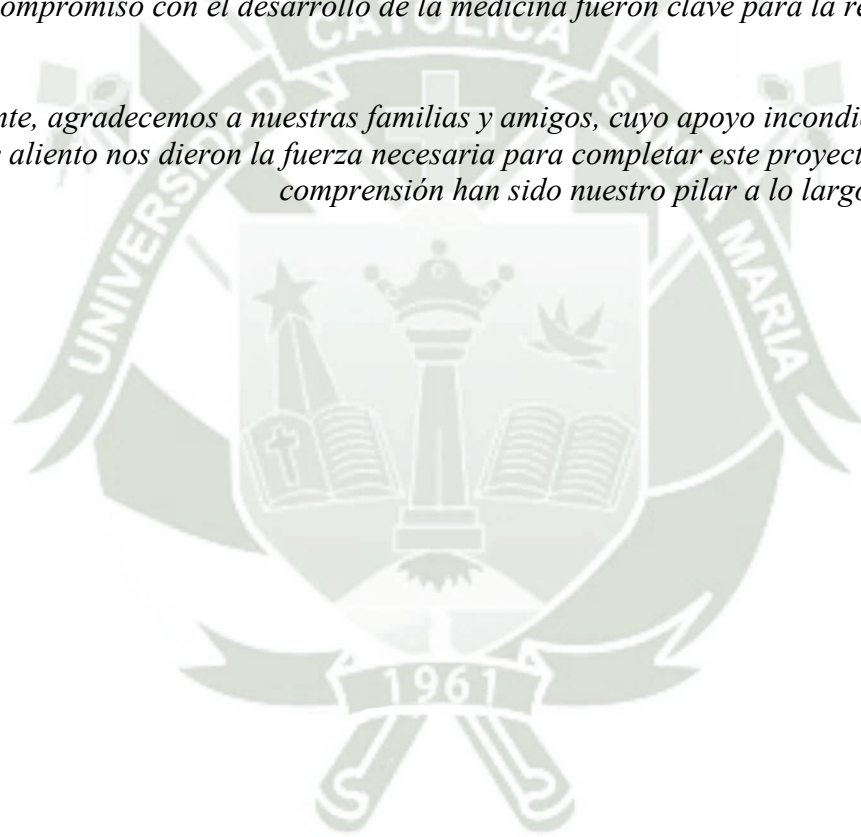 ompromiso con el desarrollo de la medicina fueron clave para la re
nte, agradecemos a nuestras familias y amigos, cuyo apoyo incondi
aliento nos dieron la fuerza necesaria para completar este proyect
comprensión han sido nuestro pilar a lo largo
UNIVERSIDAD CATOLICA SANTA MARIA
1961